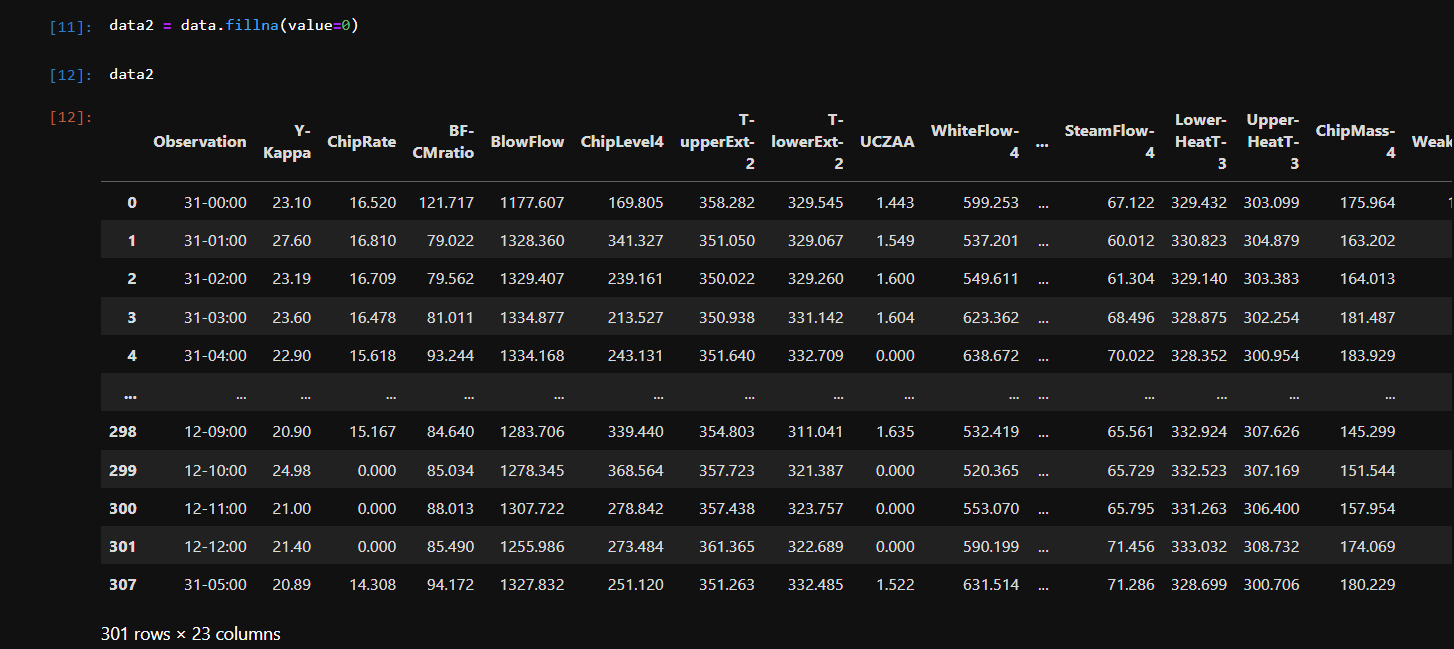 [11]: data2 = data.fillna(value=0)
[12]: data2
[12]:
Observation Y-Kappa ChipRate BF-CMratio BlowFlow ChipLevel4 T-upperExt-2 T-lowerExt-2 UCZAA WhiteFlow-4 ... SteamFlow-4 Lower-HeatT-3 Upper-HeatT-3 ChipMass-4 Weak
0 31-00:00 23.10 16.520 121.717 1177.607 169.805 358.282 329.545 1.443 599.253 ... 67.122 329.432 303.099 175.964 1
1 31-01:00 27.60 16.810 79.022 1328.360 341.327 351.050 329.067 1.549 537.201 ... 60.012 330.823 304.879 163.202
2 31-02:00 23.19 16.709 79.562 1329.407 239.161 350.022 329.260 1.600 549.611 ... 61.304 329.140 303.383 164.013
3 31-03:00 23.60 16.478 81.011 1334.877 213.527 350.938 331.142 1.604 623.362 ... 68.496 328.875 302.254 181.487
4 31-04:00 22.90 15.618 93.244 1334.168 243.131 351.640 332.709 0.000 638.672 ... 70.022 328.352 300.954 183.929
... ... ... ... ... ... ... ... ... ... ... ... ... ... ... ...
298 12-09:00 20.90 15.167 84.640 1283.706 339.440 354.803 311.041 1.635 532.419 ... 65.561 332.924 307.626 145.299
299 12-10:00 24.98 0.000 85.034 1278.345 368.564 357.723 321.387 0.000 520.365 ... 65.729 332.523 307.169 151.544
300 12-11:00 21.00 0.000 88.013 1307.722 278.842 357.438 323.757 0.000 553.070 ... 65.795 331.263 306.400 157.954
301 12-12:00 21.40 0.000 85.490 1255.986 273.484 361.365 322.689 0.000 590.199 ... 71.456 333.032 308.732 174.069
307 31-05:00 20.89 14.308 94.172 1327.832 251.120 351.263 332.485 1.522 631.514 ... 71.286 328.699 300.706 180.229
301 rows × 23 columns